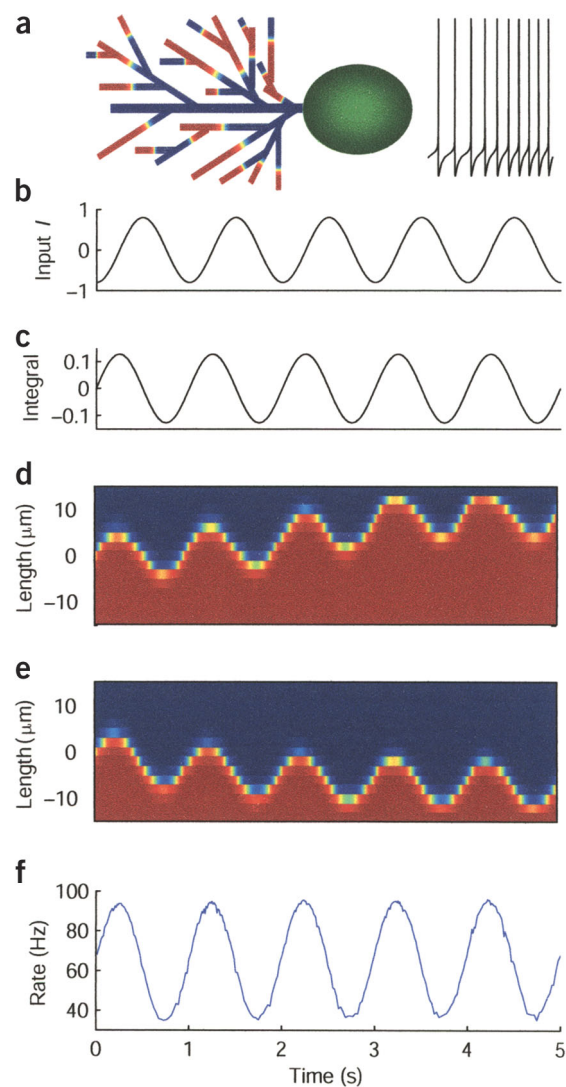 a
b
1
0
−1
Input I
c
0.1
0
−0.1
Integral
d
10
0
−10
Length (μm)
e
10
0
−10
Length (μm)
f
100
80
60
40
Rate (Hz)
0 1 2 3 4 5
Time (s)